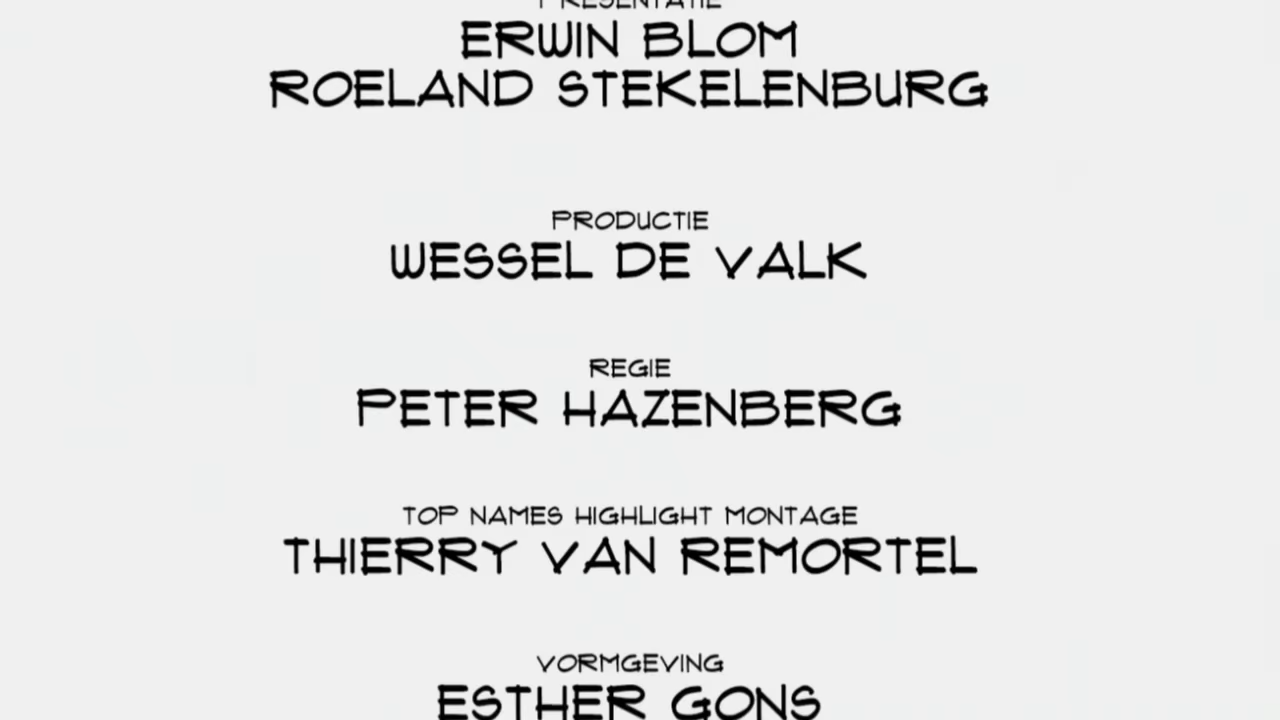 PRESENTATIE
ERWIN BLOM
ROELAND STEKELENBURG
PRODUCTIE
WESSEL DE VALK
REGIE
PETER HAZENBERG
TOP NAMES HIGHLIGHT MONTAGE
THIERRY VAN REMORTEL
VORMGEVING
ESTHER GONS